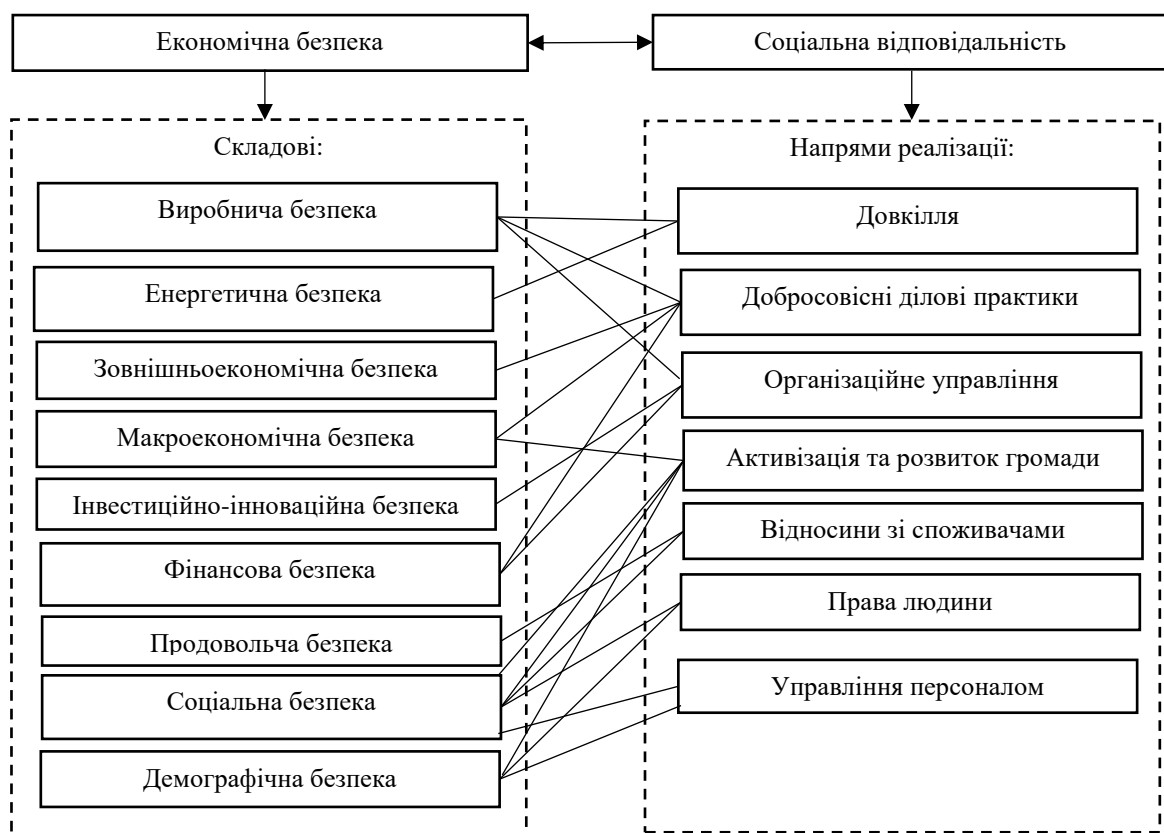 Економічна безпека
Соціальна відповідальність
Складові:
Виробнича безпека
Енергетична безпека
Зовнішньоекономічна безпека
Макроекономічна безпека
Інвестиційно-інноваційна безпека
Фінансова безпека
Продовольча безпека
Соціальна безпека
Демографічна безпека
Напрями реалізації:
Довкілля
Добросовісні ділові практики
Організаційне управління
Активізація та розвиток громади
Відносини зі споживачами
Права людини
Управління персоналом